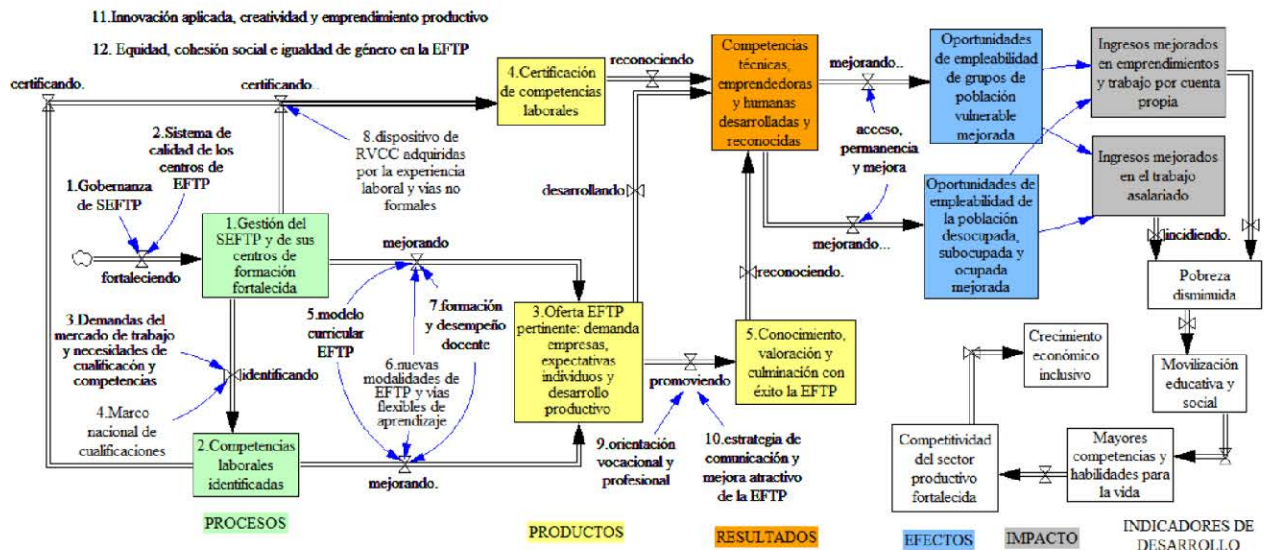 11.Innovación aplicada, creatividad y emprendimiento productivo
12. Equidad, cohesión social e igualdad de género en la EFTP
certificando.
certificando..
2.Sistema de
calidad de los
centros de
EFTP
1.Gobernanza
de SEFTP
fortaleciendo
8.dispositivo de
RVCC adquiridas
por la experiencia
laboral y vías no
formales
1.Gestión del
SEFTP y de sus
centros de
formación
fortalecida
3.Demandas del
mercado de trabajo
y necesidades de
cualificacón y
competencias
identificando
4.Marco
nacional de
cualificaciones
2.Competencias
laborales
identificadas
mejorando
5.modelo
curricular
EFTP
7.formación
y desempeño
docente
6.nuevas
modalidades de
EFTP y vías
flexibles de
aprendizaje
mejorando.
4.Certificación
de competencias
laborales
reconociendo
desarrollando
3.Oferta EFTP
pertinente: demanda
empresas,
expectativas
individuos y
desarrollo
productivo
promoviendo
9.orientación
vocacional y
profesional
10.estrategia de
comunicación y
mejora atractivo
de la EFTP
5.Conocimiento,
valoración y
culminación con
éxito la EFTP
reconociendo.
Competencias
técnicas,
emprendedoras
y humanas
desarrolladas y
reconocidas
mejorando..
acceso,
permanencia
y mejora
mejorando...
Oportunidades
de empleabilidad
de grupos de
población
vulnerable
mejorada
Oportunidades de
empleabilidad de
la población
desocupada,
subocupada y
ocupada
mejorada
Ingresos mejorados
en emprendimientos
y trabajo por cuenta
propia
Ingresos mejorados
en el trabajo
asalariado
incidiendo.
Pobreza
disminuida
Movilización
educativa y
social
Mayores
competencias y
habilidades para
la vida
Competitividad
del sector
productivo
fortalecida
Crecimiento
económico
inclusivo
PROCESOS
PRODUCTOS
RESULTADOS
EFECTOS
IMPACTO
INDICADORES DE
DESARROLLO